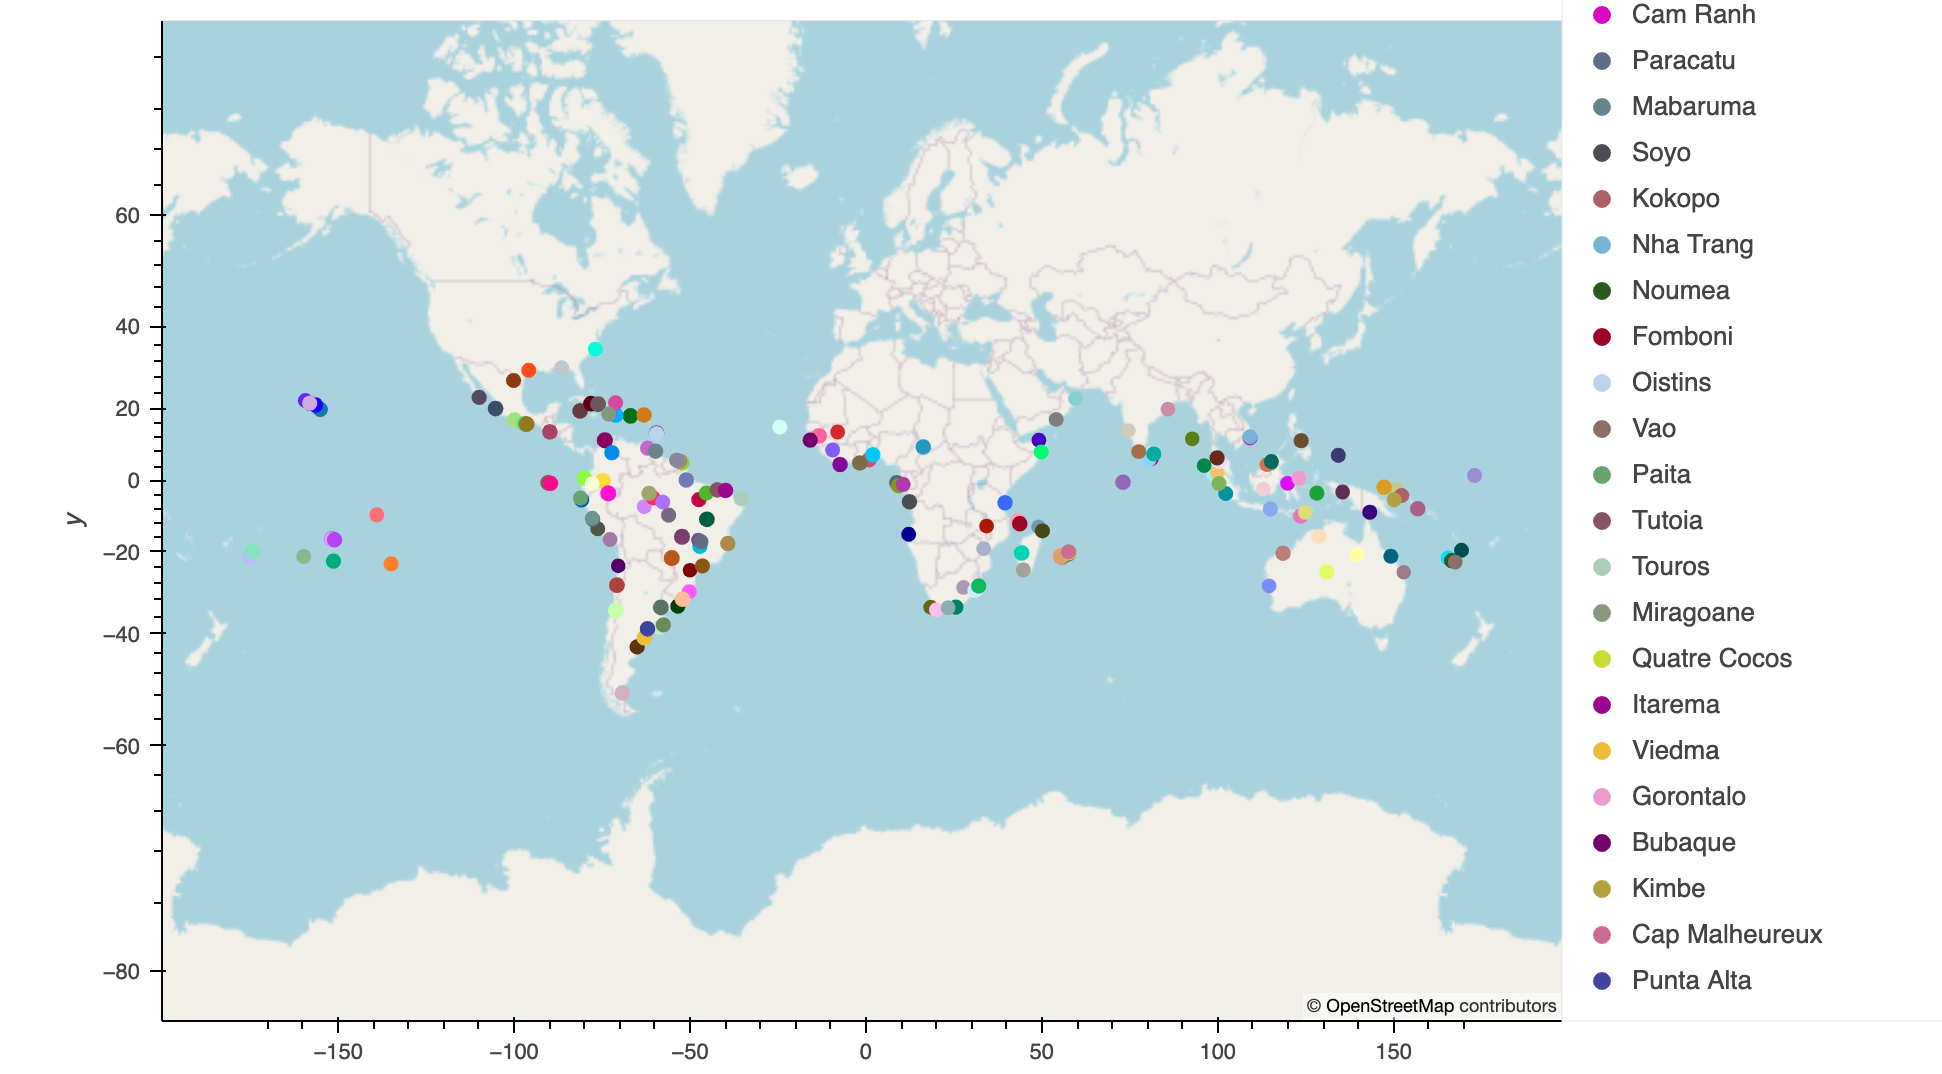 60
40
20
0
−20
−40
−60
−80
y
−150
−100
−50
0
50
100
150
© OpenStreetMap contributors
Cam Ranh
Paracatu
Mabaruma
Soyo
Kokopo
Nha Trang
Noumea
Fomboni
Oistins
Vao
Paita
Tutoia
Touros
Miragoane
Quatre Cocos
Itarema
Viedma
Gorontalo
Bubaque
Kimbe
Cap Malheureux
Punta Alta